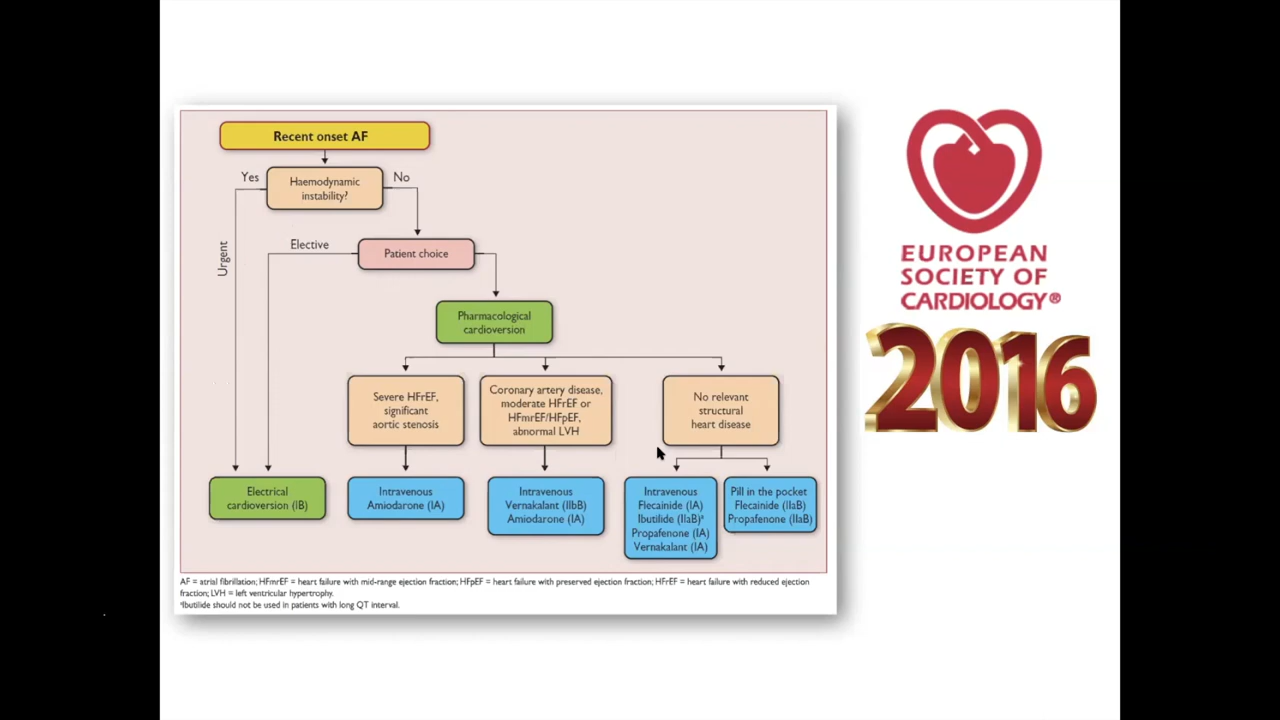 Recent onset AF
Yes
Haemodynamic
instability?
No
Urgent
Elective
Patient choice
Pharmacological
cardioversion
Severe HFrEF,
significant
aortic stenosis
Coronary artery disease,
moderate HFrEF or
HFmrEF/HFpEF,
abnormal LVH
No relevant
structural
heart disease
Electrical
cardioversion (IB)
Intravenous
Amiodarone (IA)
Intravenous
Vernakalant (IIbB)
Amiodarone (IA)
Intravenous
Flecainide (IA)
Ibutilide (IIaB)ª
Propafenone (IA)
Vernakalant (IA)
Pill in the pocket
Flecainide (IIaB)
Propafenone (IIaB)
AF = atrial fibrillation; HFmrEF = heart failure with mid-range ejection fraction; HFpEF = heart failure with preserved ejection fraction; HFrEF = heart failure with reduced ejection
fraction; LVH = left ventricular hypertrophy.
ªIbutilide should not be used in patients with long QT interval.
EUROPEAN
SOCIETY OF
CARDIOLOGY®
2016